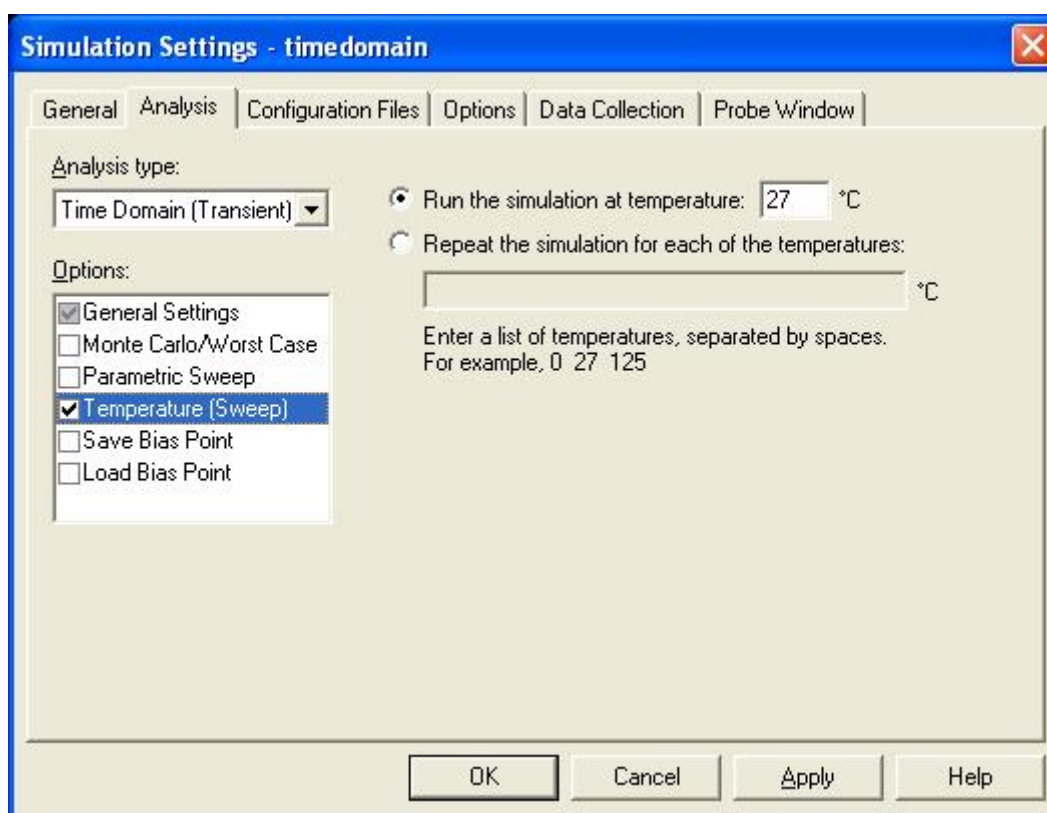 Simulation Settings - timedomain
General Analysis Configuration Files Options Data Collection Probe Window
Analysis type:
Time Domain (Transient)
Options:
General Settings
Monte Carlo/Worst Case
Parametric Sweep
Temperature (Sweep)
Save Bias Point
Load Bias Point
Run the simulation at temperature: 27 °C
Repeat the simulation for each of the temperatures:
°C
Enter a list of temperatures, separated by spaces.
For example, 0 27 125
OK Cancel Apply Help